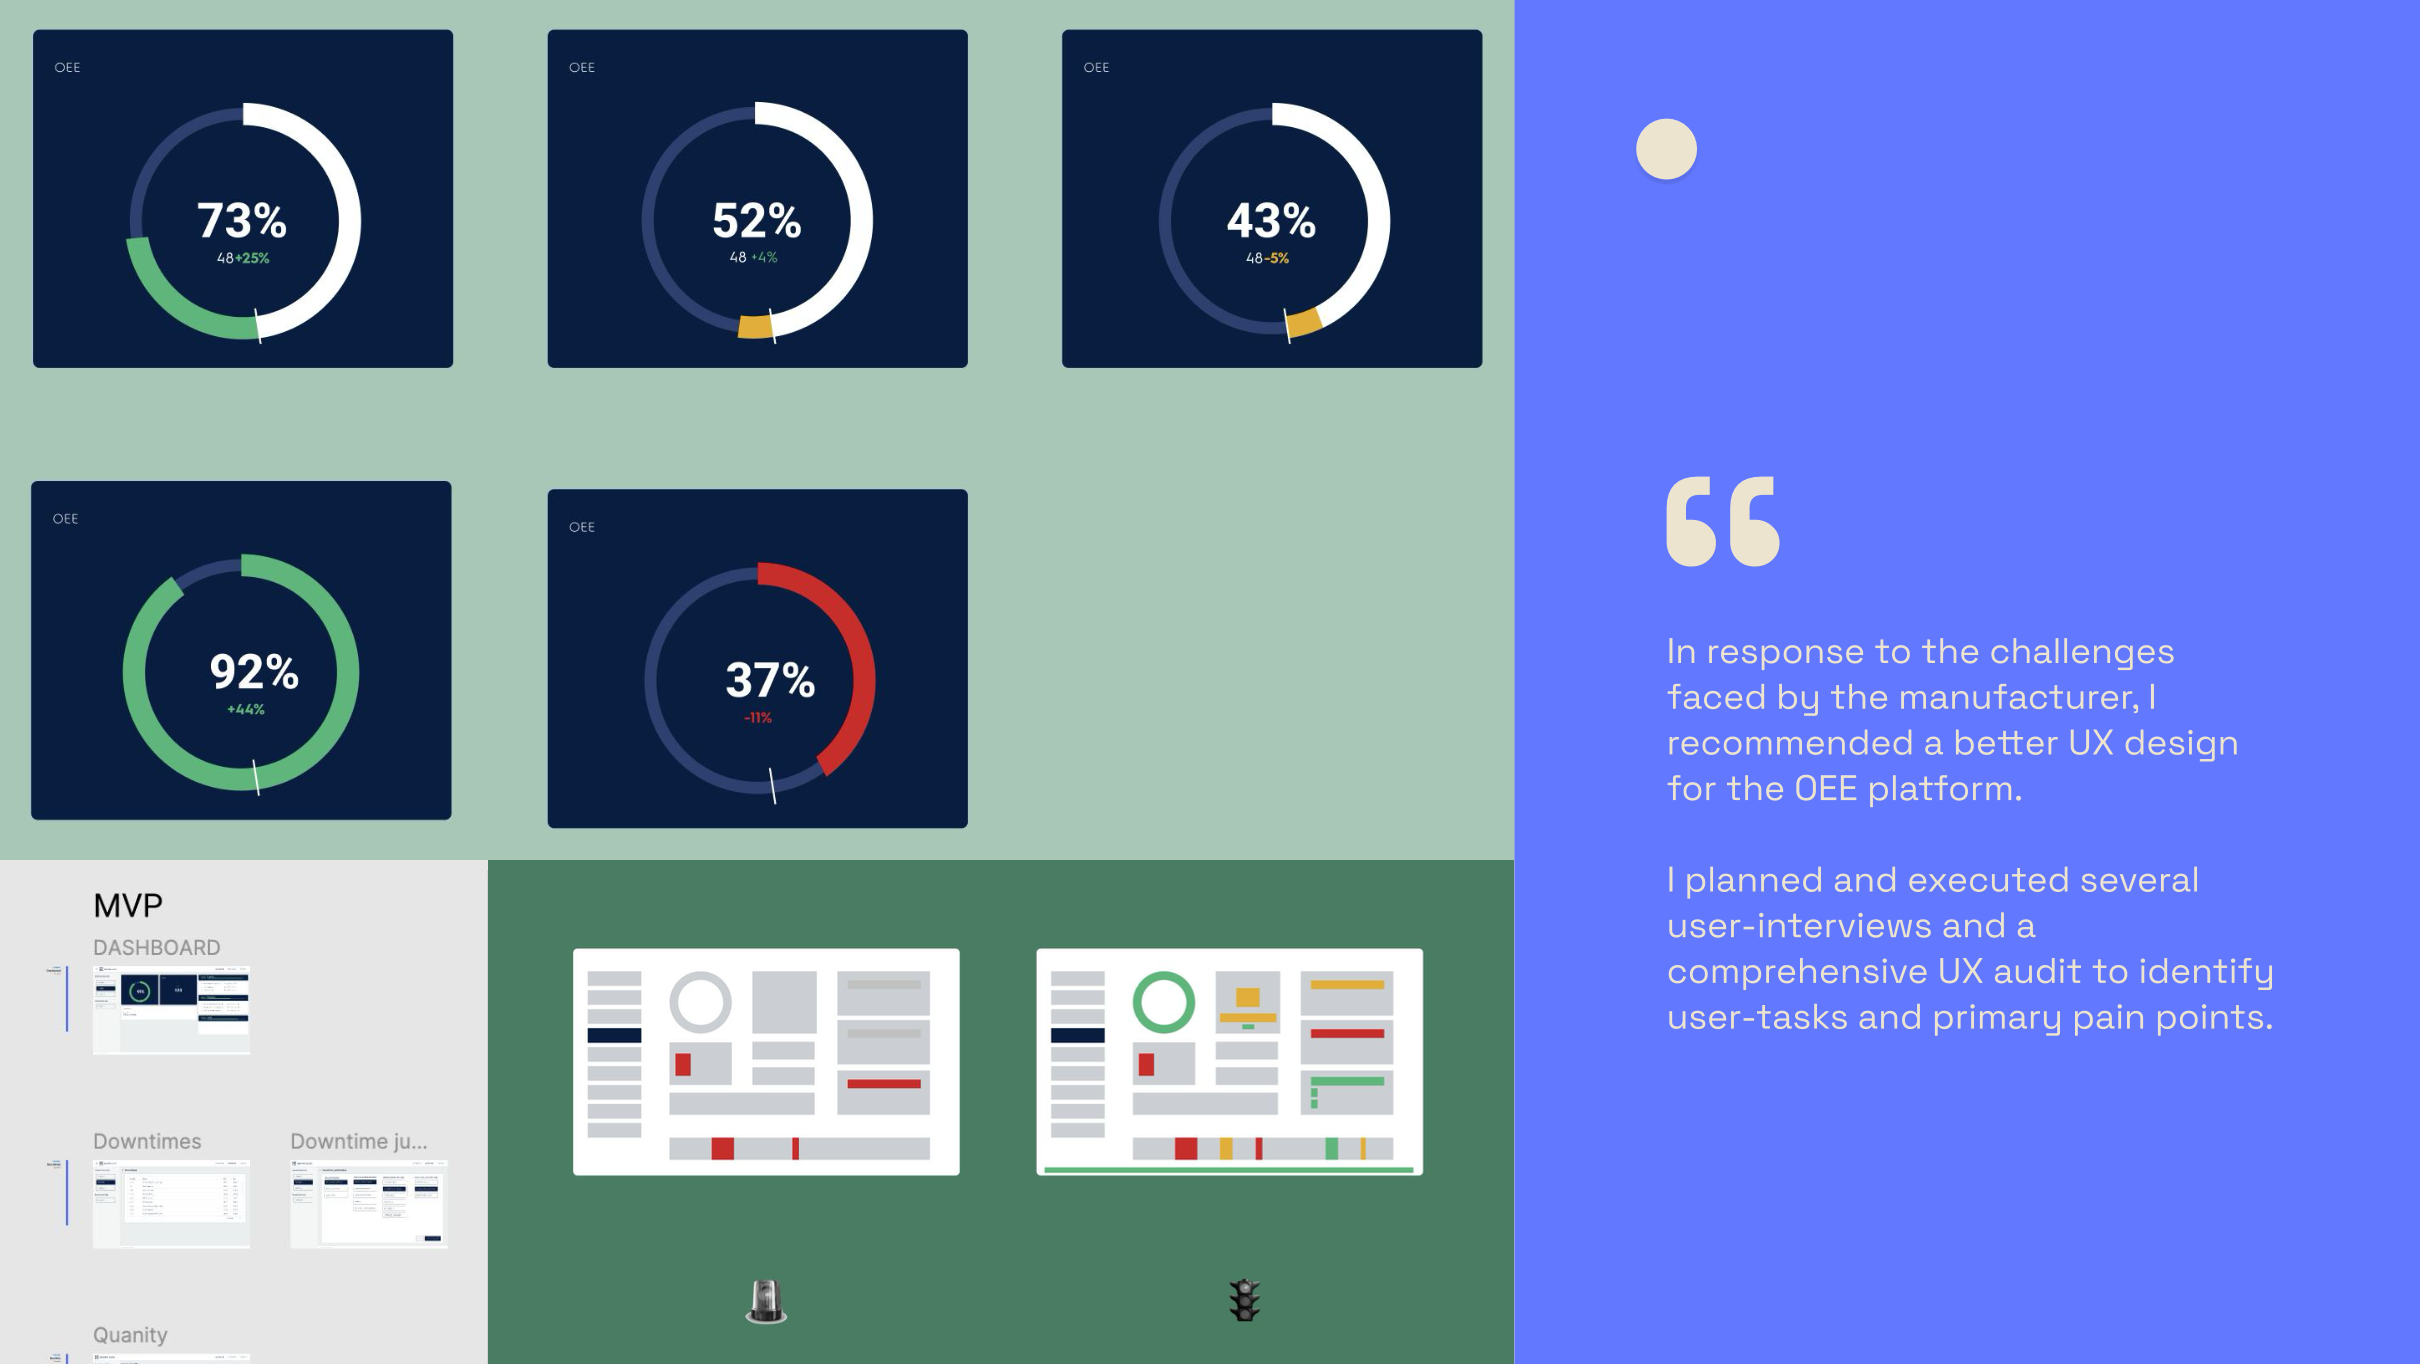 OEE
73%
48+25%
OEE
52%
48 +4%
OEE
43%
48-5%
OEE
92%
+44%
OEE
37%
-11%
MVP
DASHBOARD
Downtimes
Downtime ju...
Quanity
“
In response to the challenges
faced by the manufacturer, I
recommended a better UX design
for the OEE platform.
I planned and executed several
user-interviews and a
comprehensive UX audit to identify
user-tasks and primary pain points.